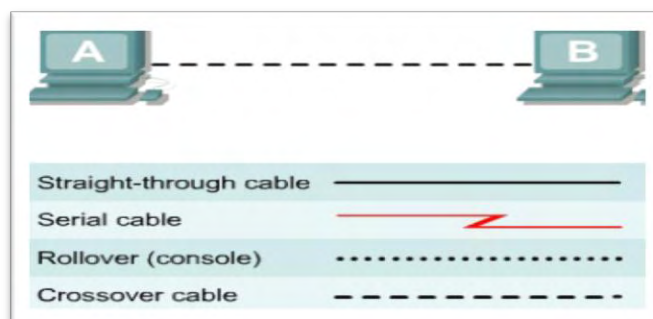 A B
Straight-through cable
Serial cable
Rollover (console)
Crossover cable